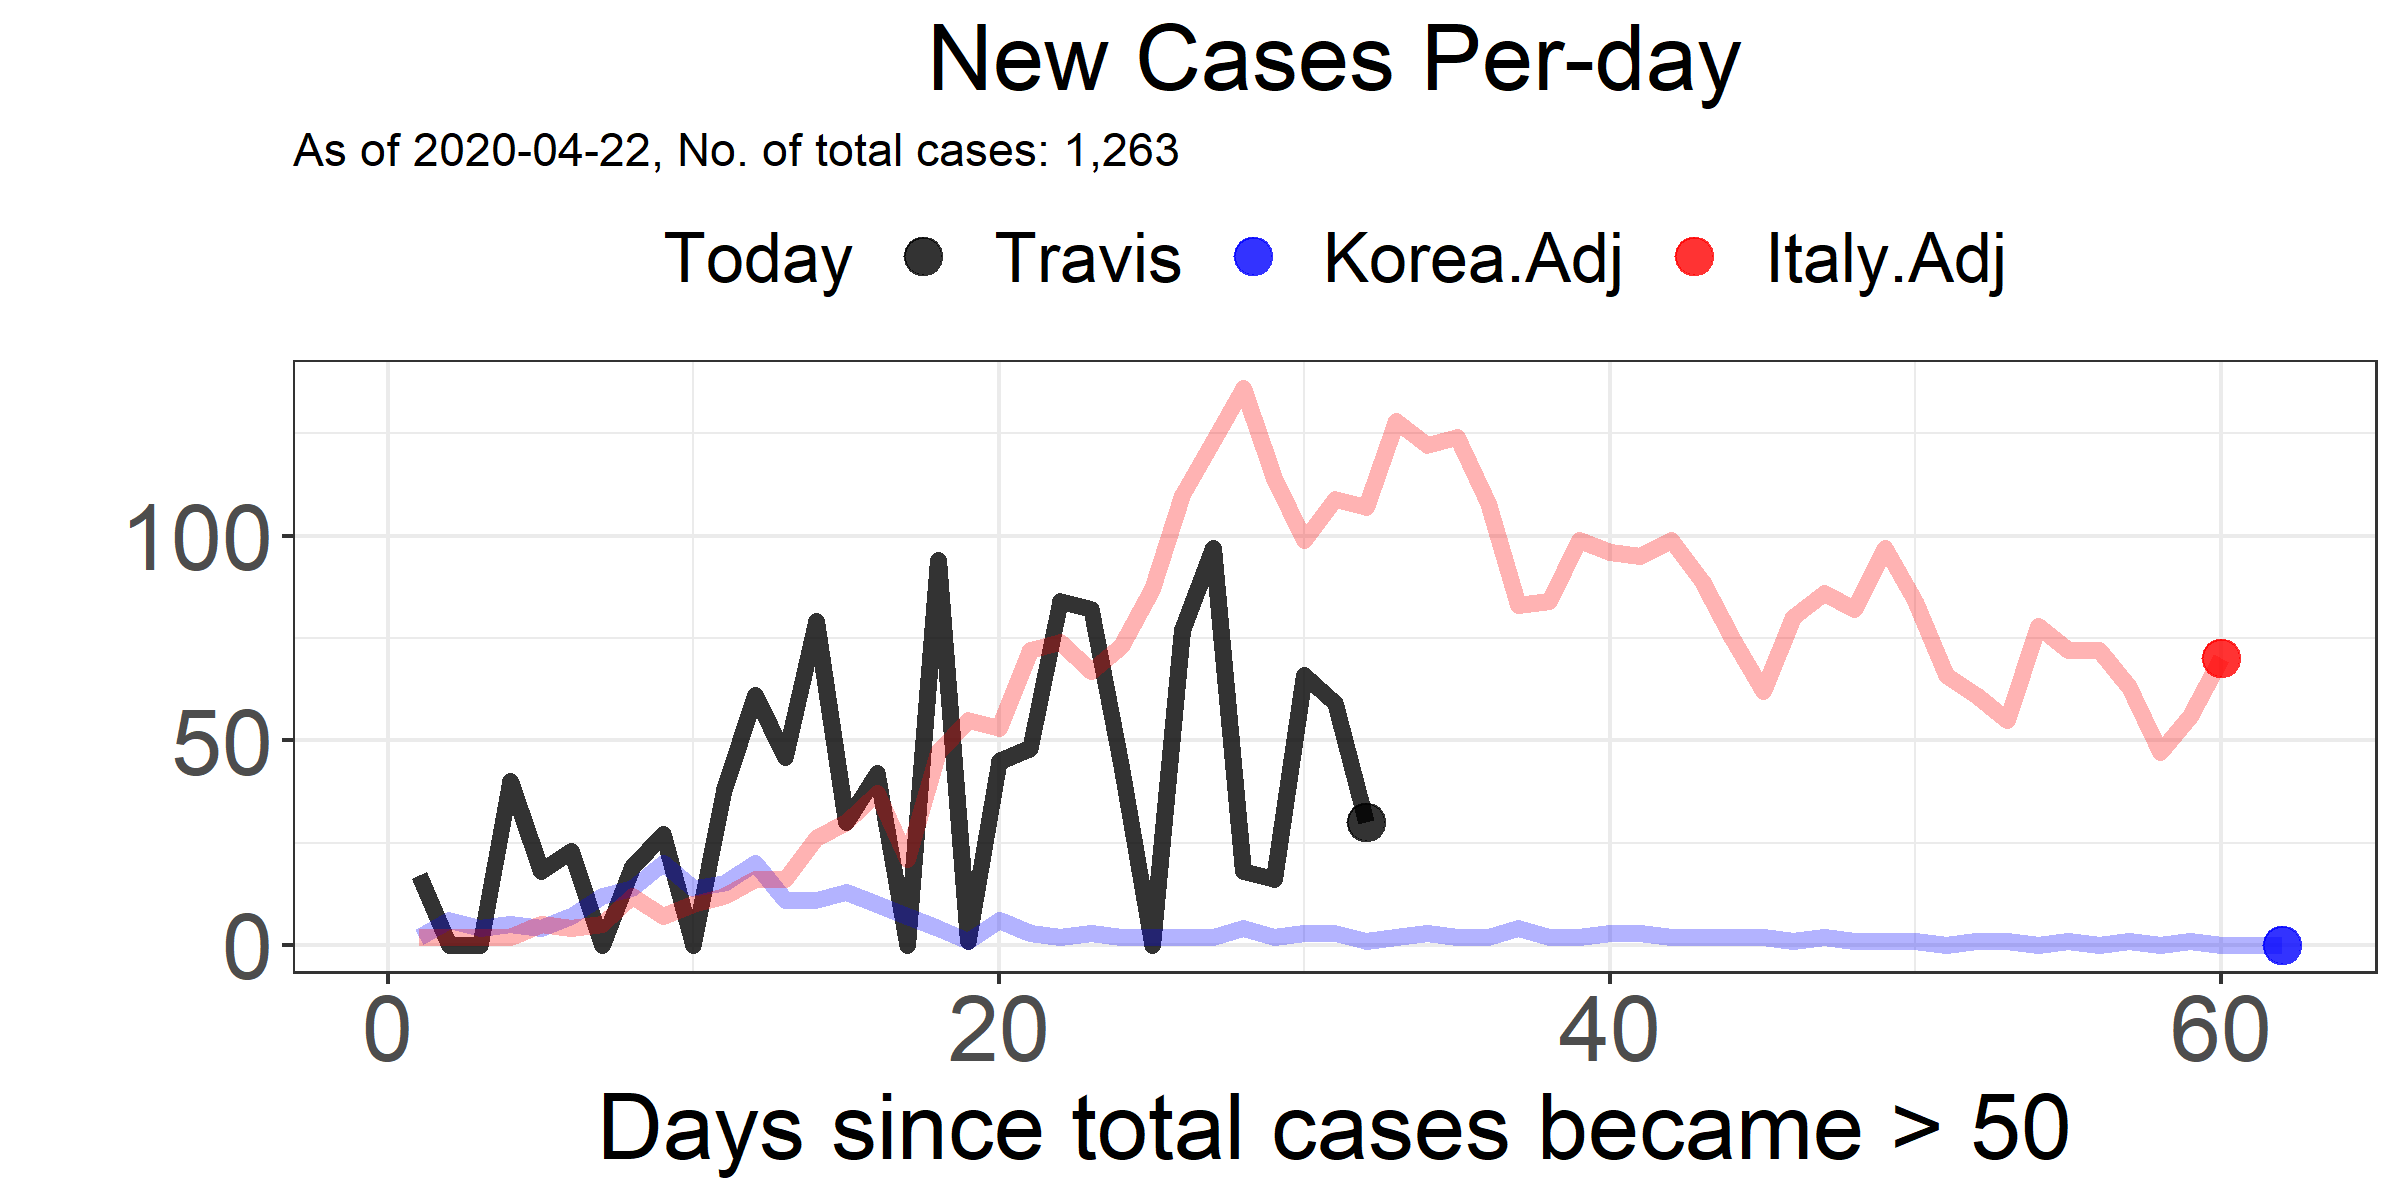 New Cases Per-day
As of 2020-04-22, No. of total cases: 1,263
Today Travis Korea.Adj Italy.Adj
100
50
0
0 20 40 60
Days since total cases became > 50